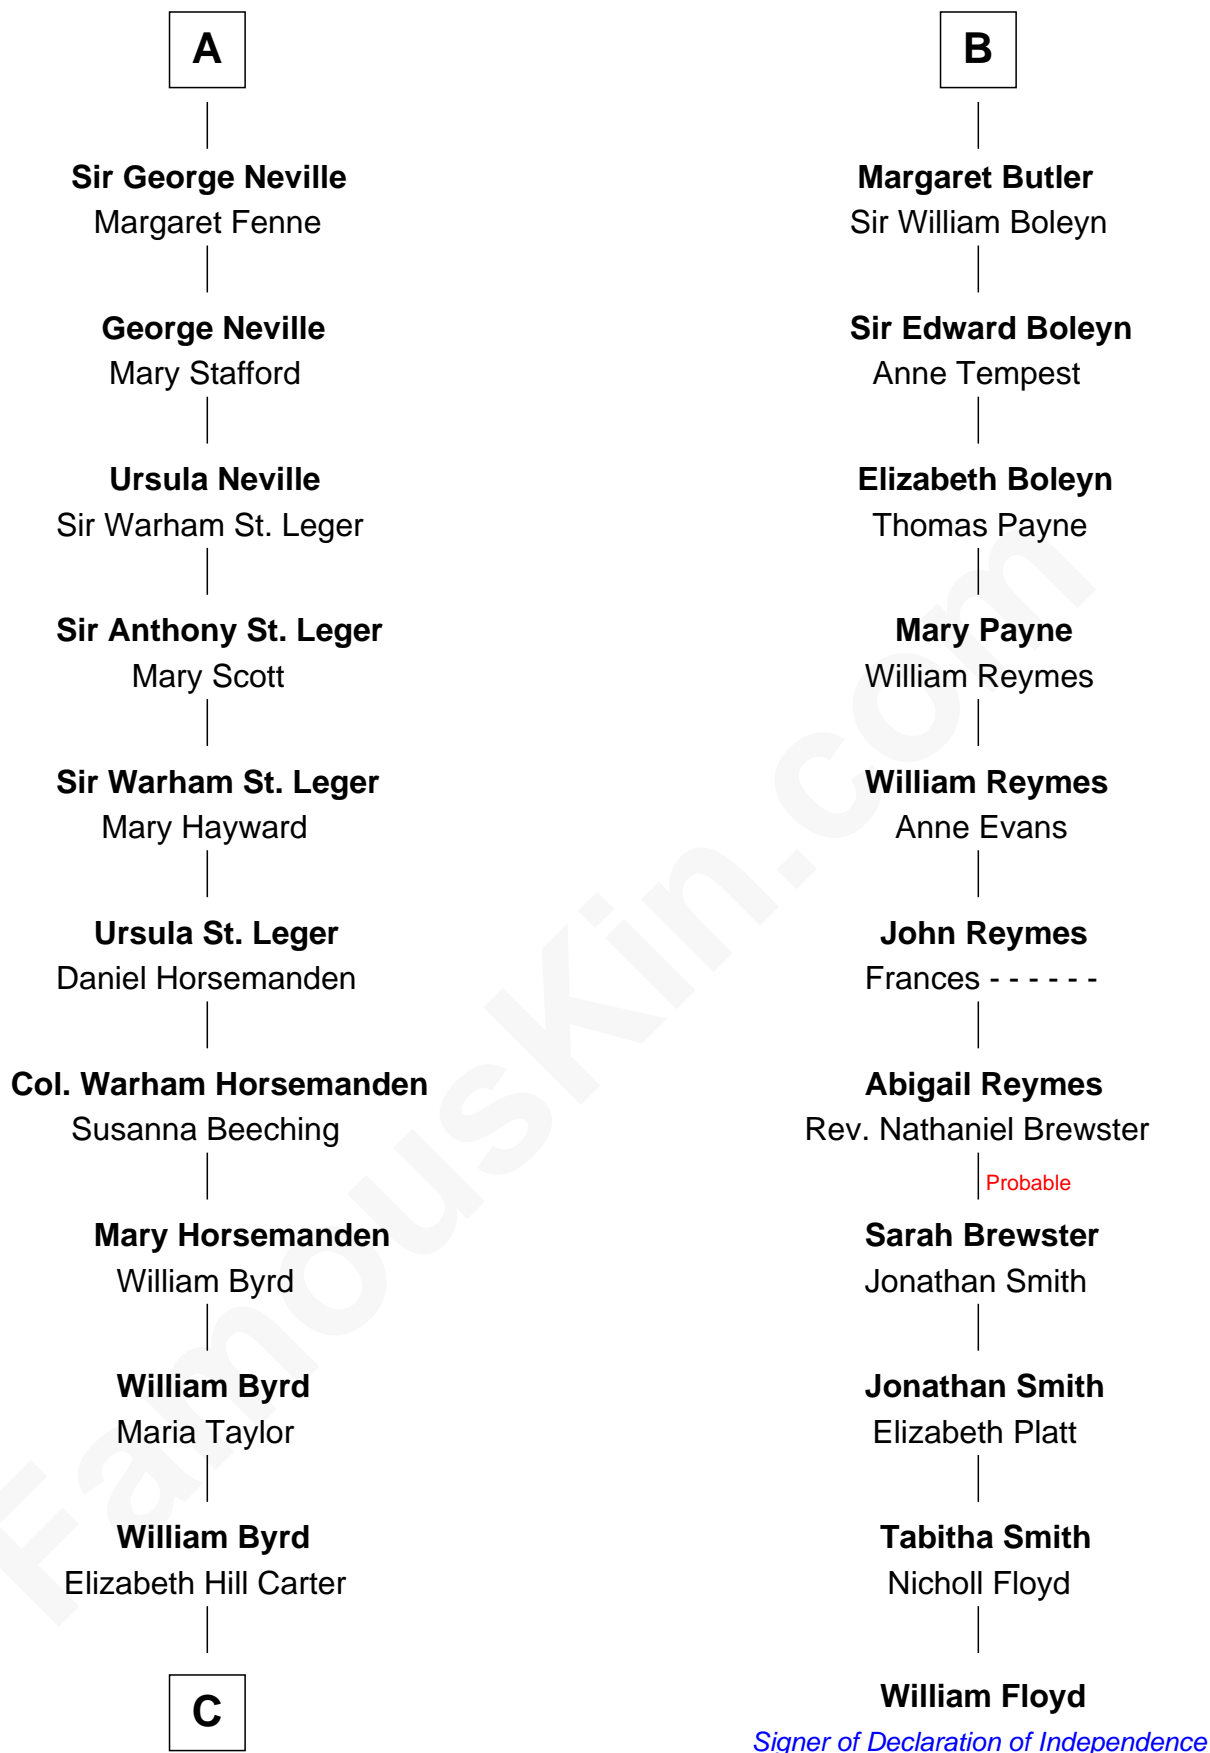 A
Sir George Neville
Margaret Fenne
George Neville
Mary Stafford
Ursula Neville
Sir Warham St. Leger
Sir Anthony St. Leger
Mary Scott
Sir Warham St. Leger
Mary Hayward
Ursula St. Leger
Daniel Horsemanden
Col. Warham Horsemanden
Susanna Beeching
Mary Horsemanden
William Byrd
William Byrd
Maria Taylor
William Byrd
Elizabeth Hill Carter
C
B
Margaret Butler
Sir William Boleyn
Sir Edward Boleyn
Anne Tempest
Elizabeth Boleyn
Thomas Payne
Mary Payne
William Reymes
William Reymes
Anne Evans
John Reymes
Frances - - - - - -
Abigail Reymes
Rev. Nathaniel Brewster
Probable
Sarah Brewster
Jonathan Smith
Jonathan Smith
Elizabeth Platt
Tabitha Smith
Nicholl Floyd
William Floyd
Signer of Declaration of Independence
FamousKin.com